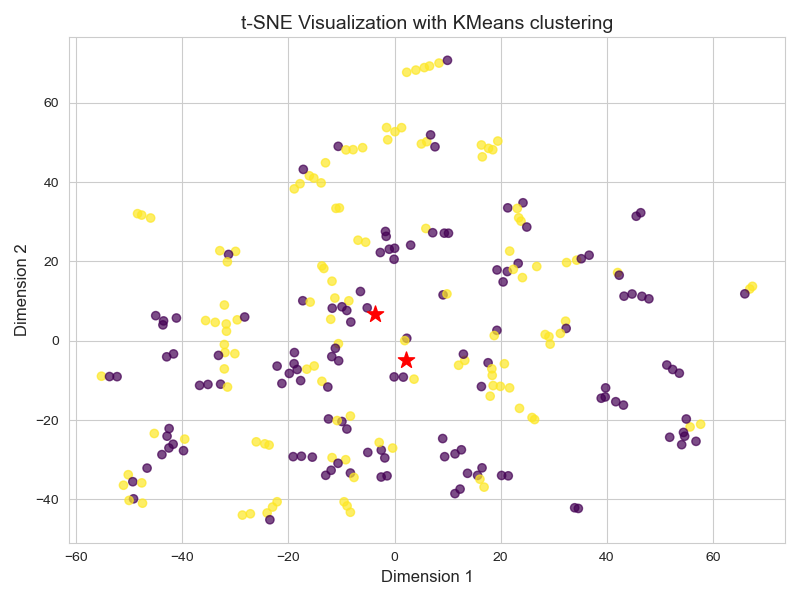 t-SNE Visualization with KMeans clustering
Dimension 2
60
40
20
0
−20
−40
−60 −40 −20 0 20 40 60
Dimension 1